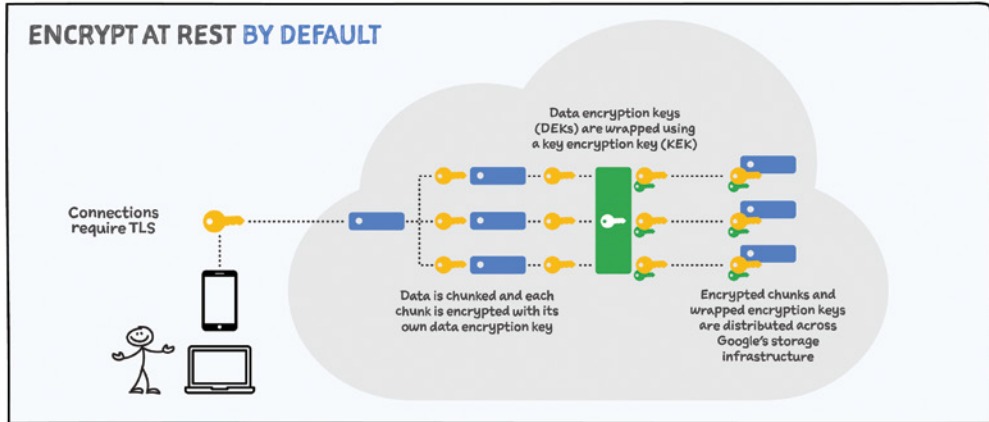 ENCRYPT AT REST BY DEFAULT
Data encryption keys
(DEKs) are wrapped using
a key encryption key (KEK)
Connections
require TLS
Data is chunked and each
chunk is encrypted with its
own data encryption key
Encrypted chunks and
wrapped encryption keys
are distributed across
Google's storage
infrastructure